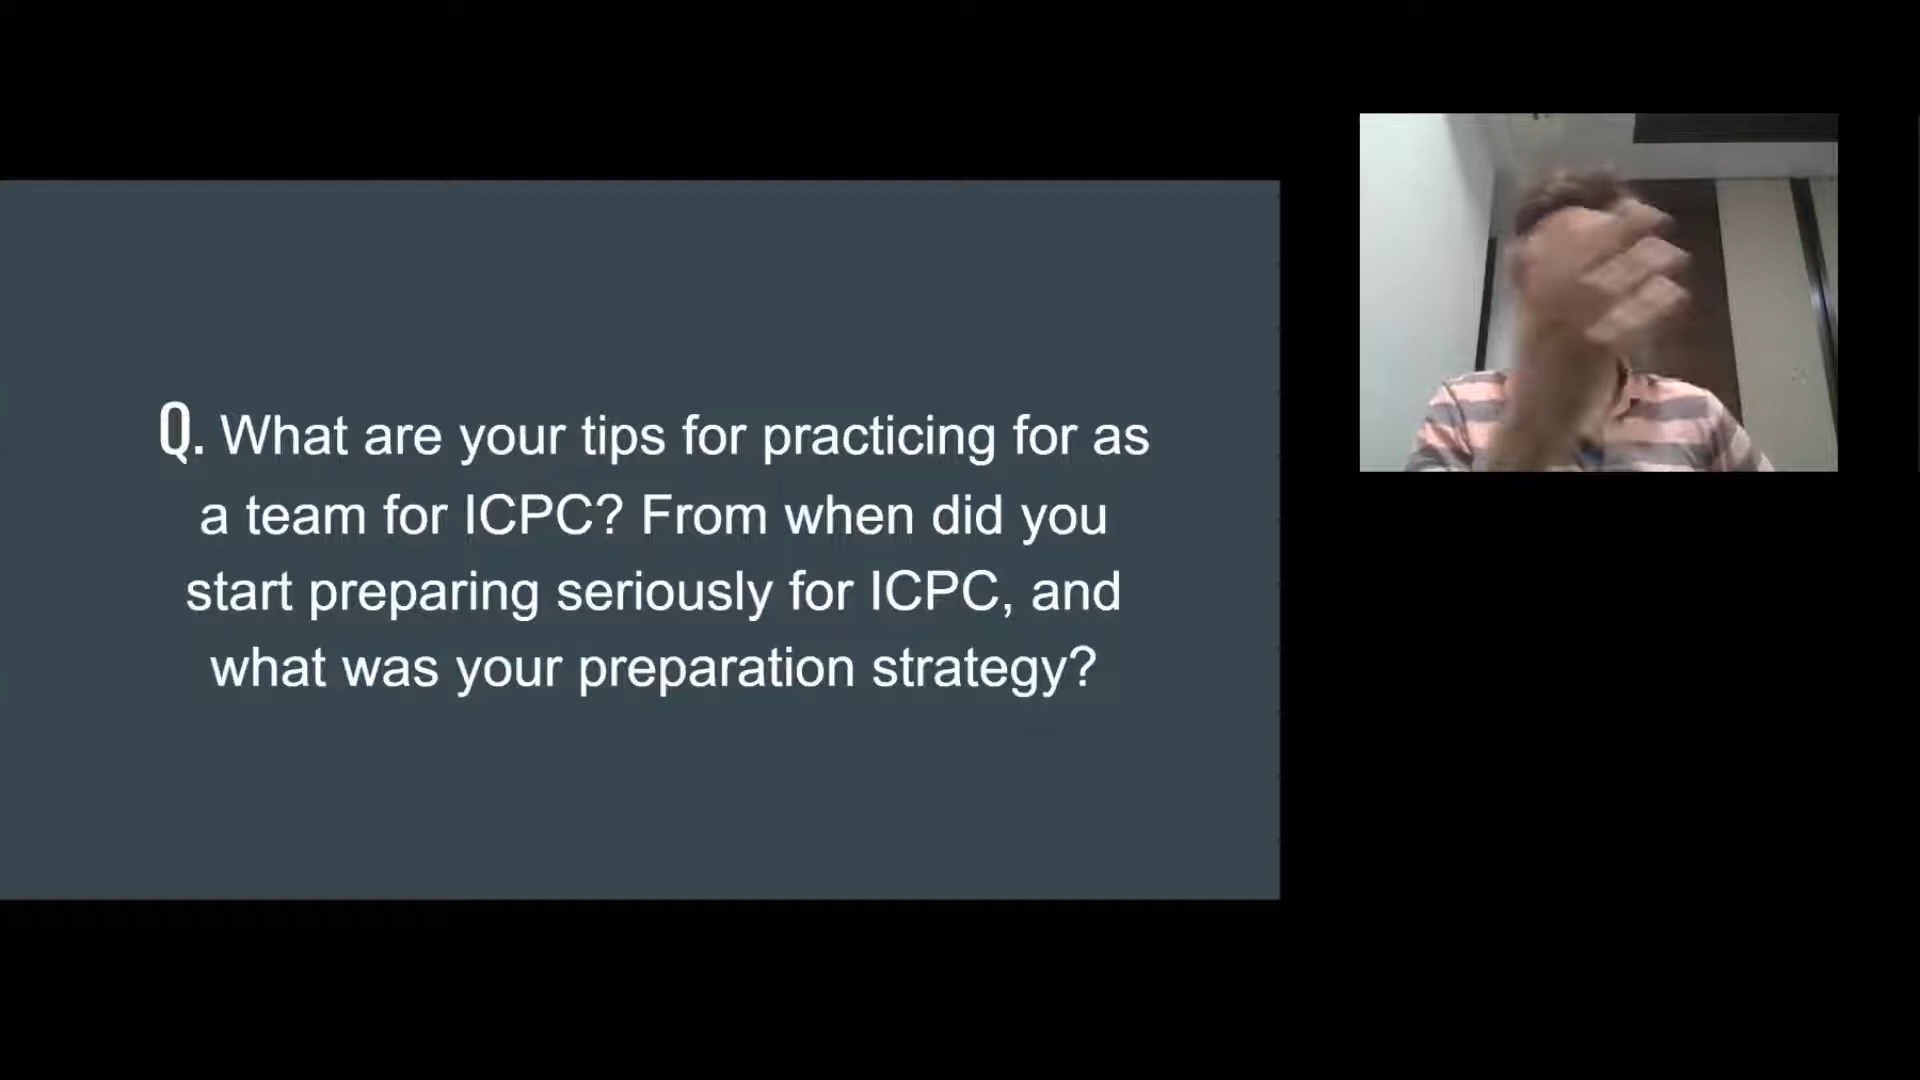 Q. What are your tips for practicing for as
a team for ICPC? From when did you
start preparing seriously for ICPC, and
what was your preparation strategy?